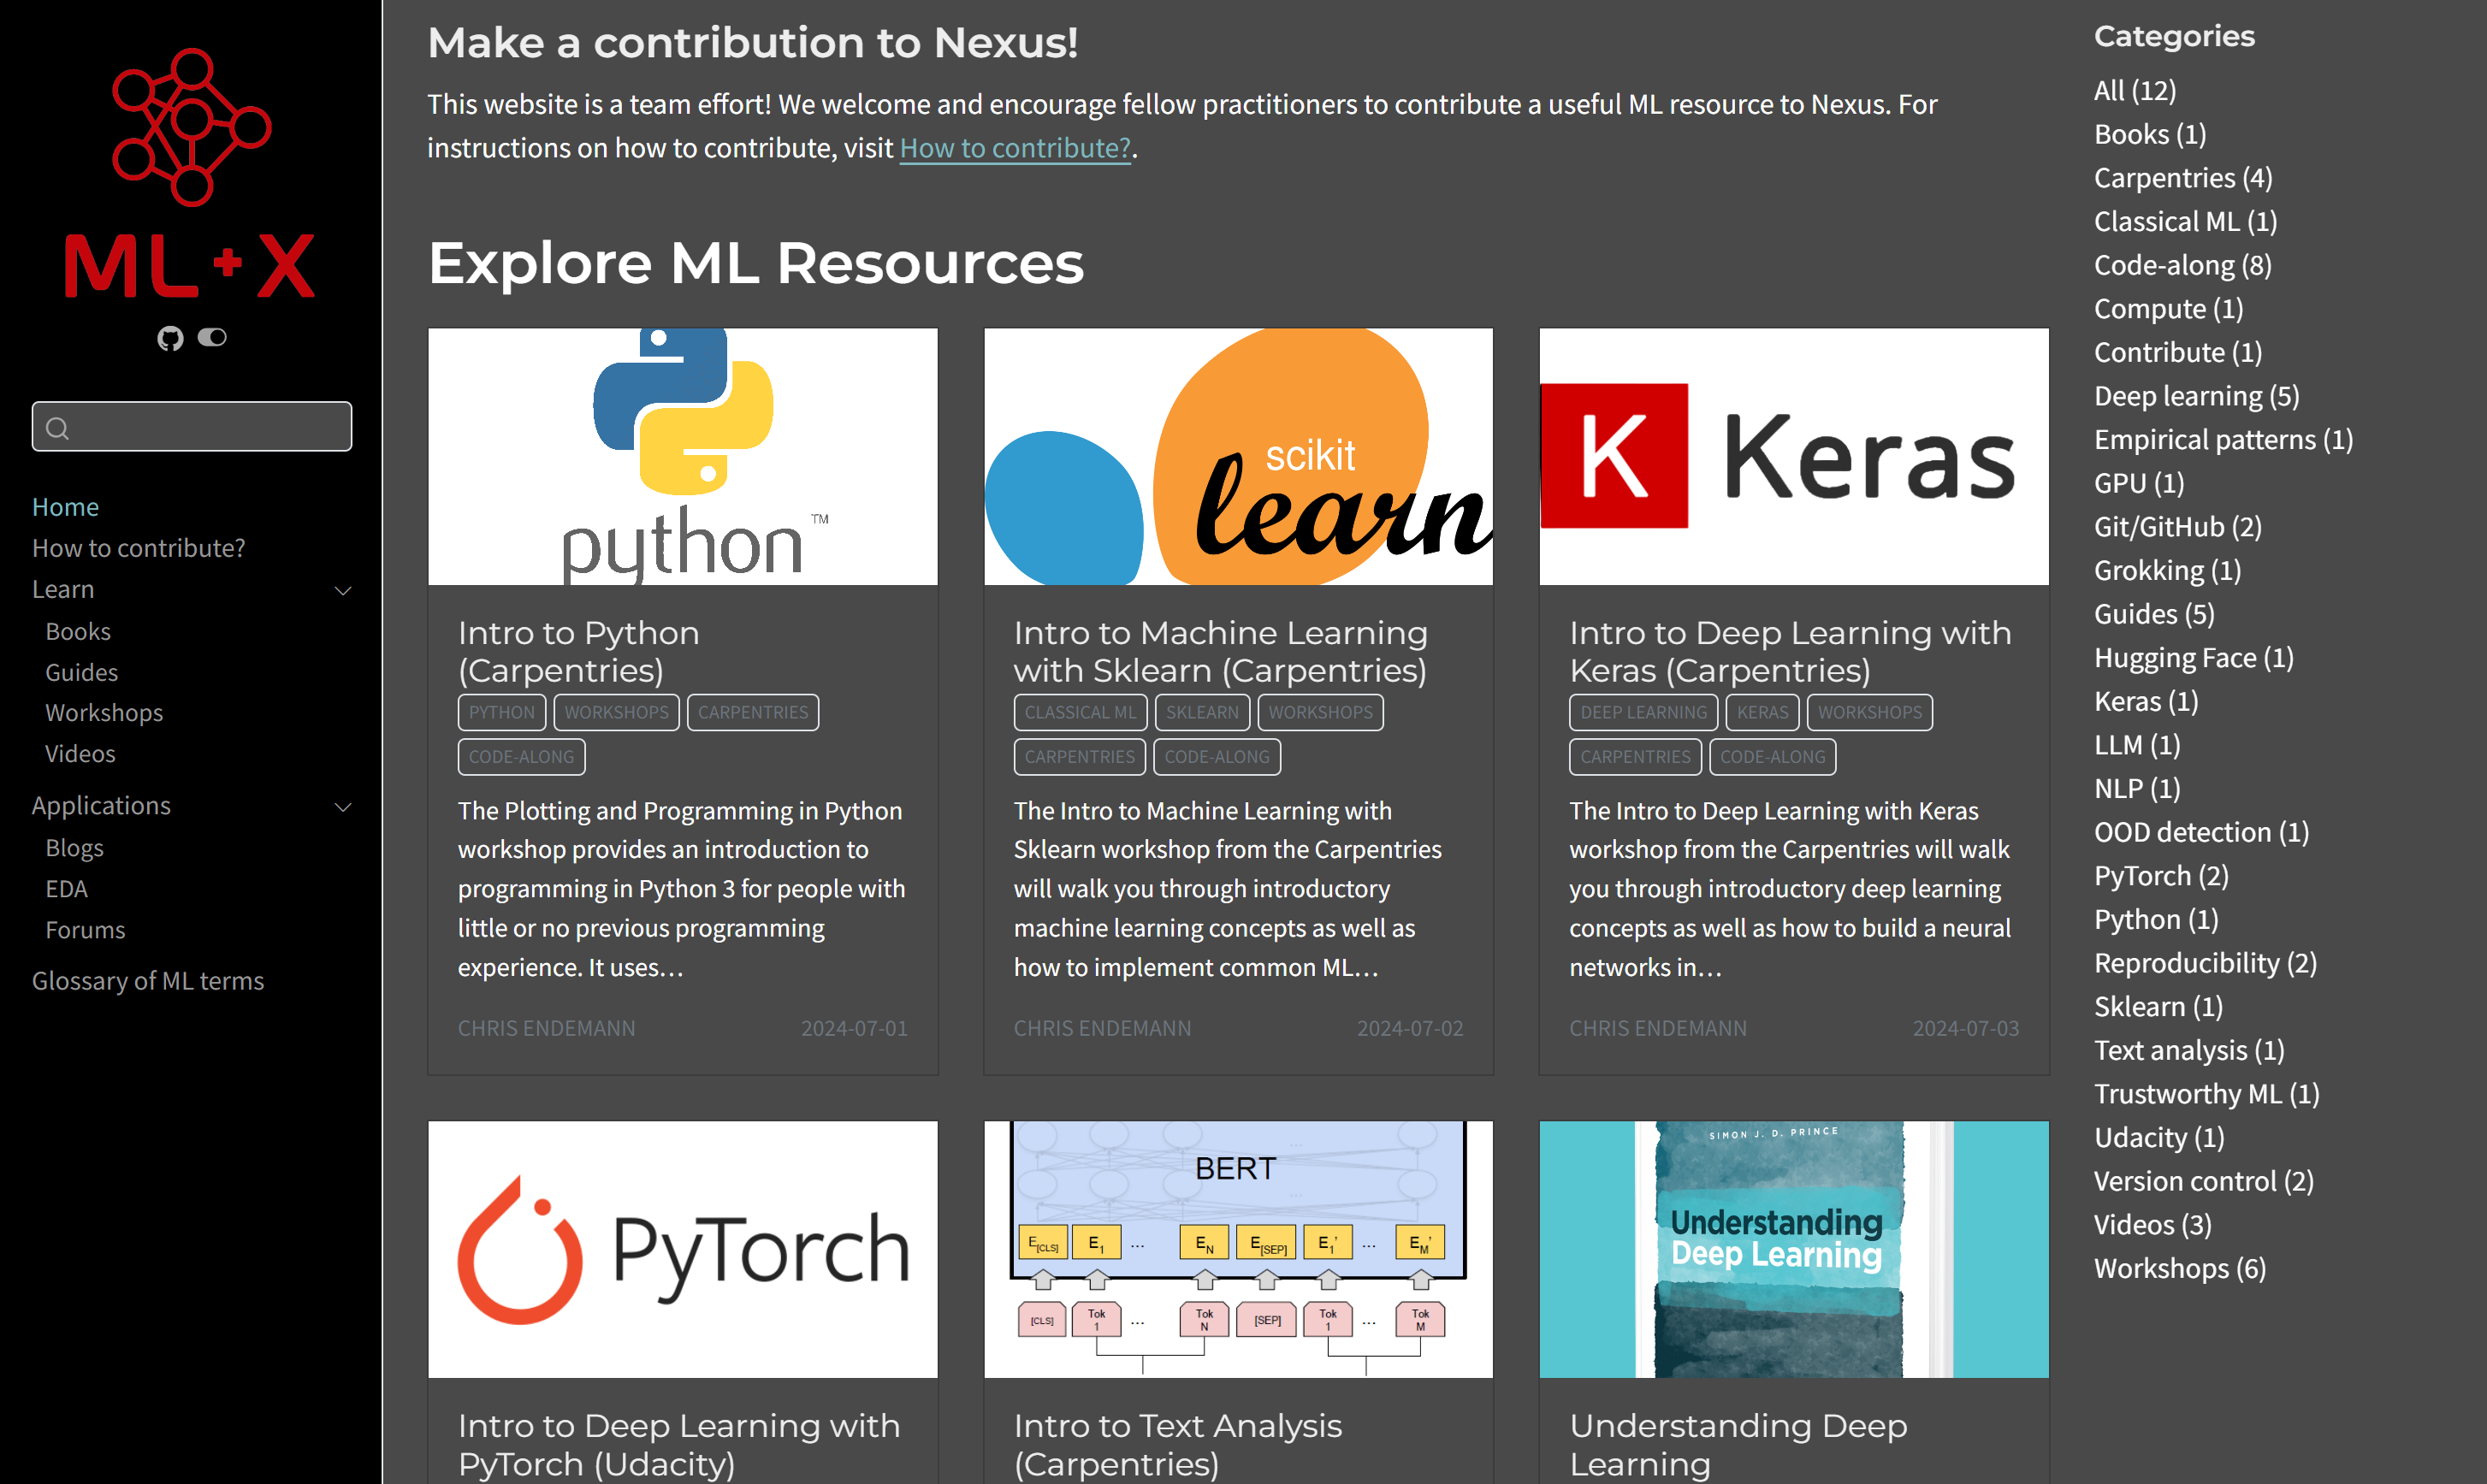 ML+X
Home
How to contribute?
Learn
Books
Guides
Workshops
Videos
Applications
Blogs
EDA
Forums
Glossary of ML terms
Make a contribution to Nexus!
This website is a team effort! We welcome and encourage fellow practitioners to contribute a useful ML resource to Nexus. For
instructions on how to contribute, visit How to contribute?.
Explore ML Resources
python™
Intro to Python
(Carpentries)
PYTHON WORKSHOPS CARPENTRIES
CODE-ALONG
The Plotting and Programming in Python
workshop provides an introduction to
programming in Python 3 for people with
little or no previous programming
experience. It uses…
CHRIS ENDEMANN 2024-07-01
scikit
learn
Intro to Machine Learning
with Sklearn (Carpentries)
CLASSICAL ML SKLEARN WORKSHOPS
CARPENTRIES CODE-ALONG
The Intro to Machine Learning with
Sklearn workshop from the Carpentries
will walk you through introductory
machine learning concepts as well as
how to implement common ML…
CHRIS ENDEMANN 2024-07-02
K Keras
Intro to Deep Learning with
Keras (Carpentries)
DEEP LEARNING KERAS WORKSHOPS
CARPENTRIES CODE-ALONG
The Intro to Deep Learning with Keras
workshop from the Carpentries will walk
you through introductory deep learning
concepts as well as how to build a neural
networks in…
CHRIS ENDEMANN 2024-07-03
PyTorch
Intro to Deep Learning with
PyTorch (Udacity)
BERT
E[CLS] E1 ... EN E[SEP] E1' ... EM'
[CLS] Tok 1 ... Tok N [SEP] Tok 1 ... Tok M
Intro to Text Analysis
(Carpentries)
SIMON J. D. PRINCE
Understanding
Deep Learning
Understanding Deep
Learning
Categories
All (12)
Books (1)
Carpentries (4)
Classical ML (1)
Code-along (8)
Compute (1)
Contribute (1)
Deep learning (5)
Empirical patterns (1)
GPU (1)
Git/GitHub (2)
Grokking (1)
Guides (5)
Hugging Face (1)
Keras (1)
LLM (1)
NLP (1)
OOD detection (1)
PyTorch (2)
Python (1)
Reproducibility (2)
Sklearn (1)
Text analysis (1)
Trustworthy ML (1)
Udacity (1)
Version control (2)
Videos (3)
Workshops (6)